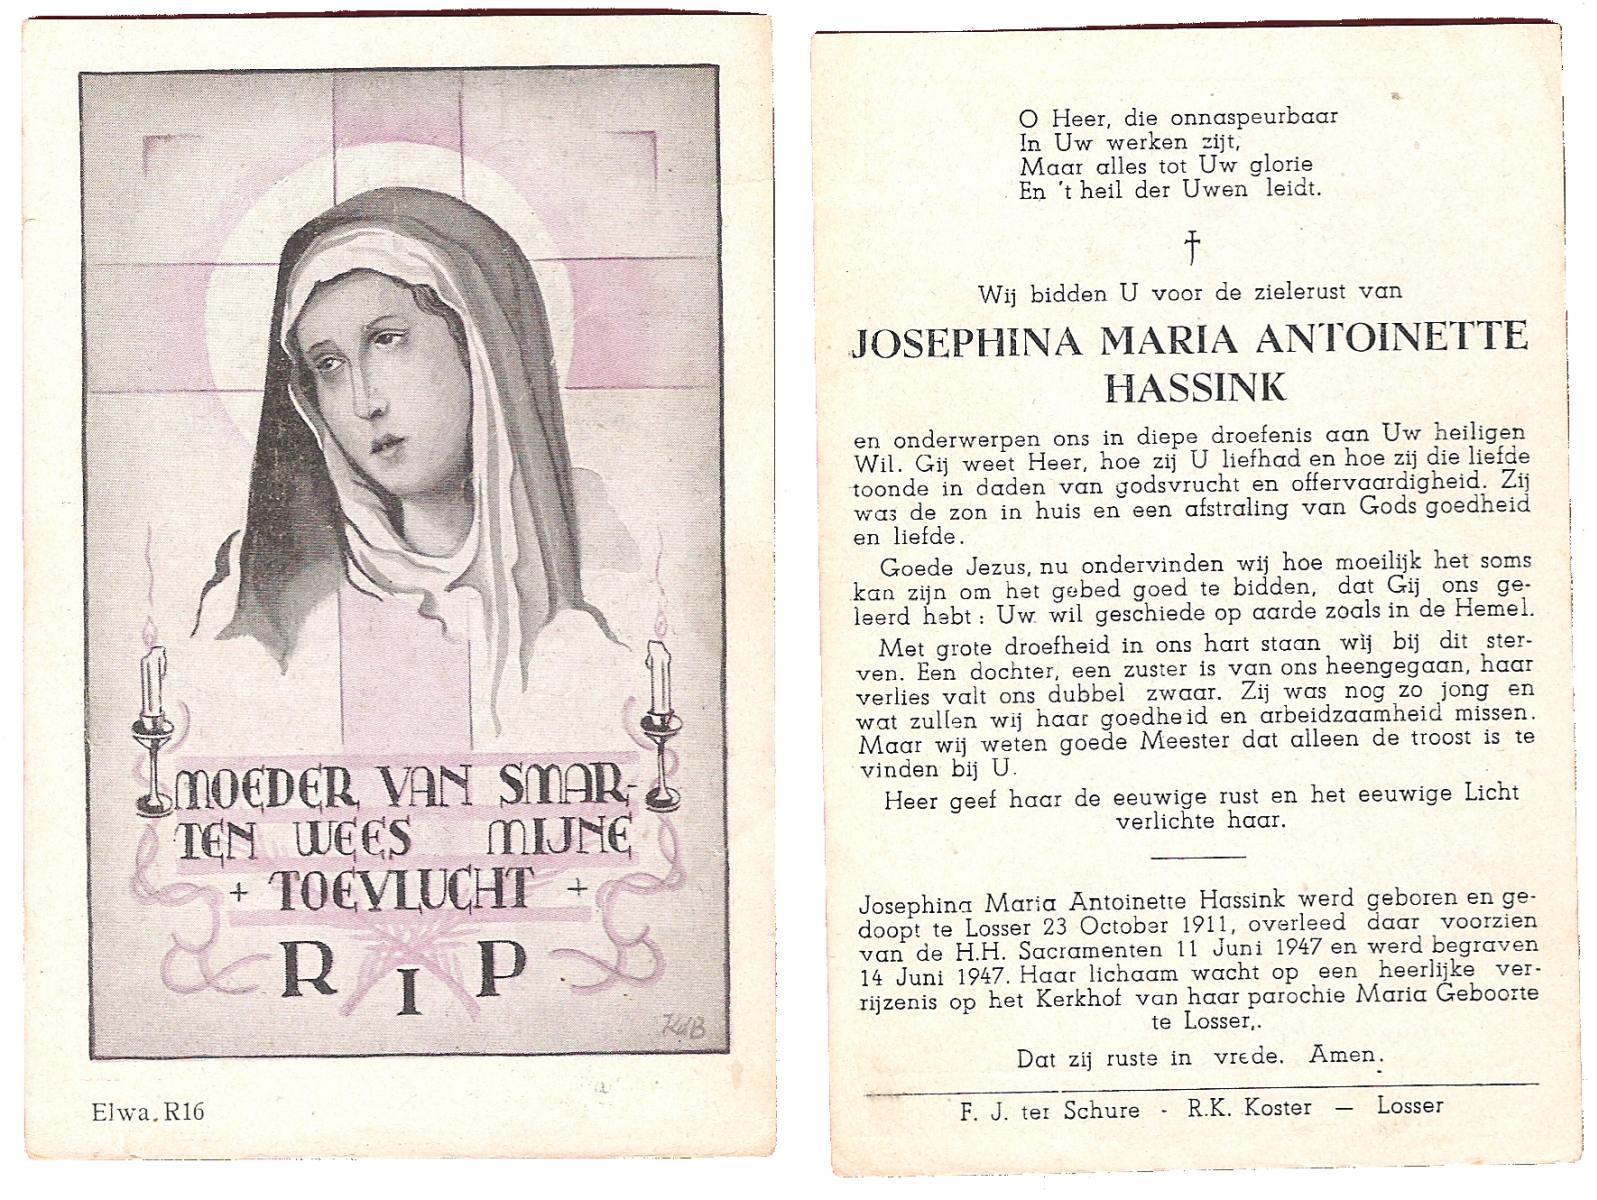 MOEDER VAN SMAR-
TEN WEES MIJNE
+ TOEVLUCHT +
R I P
KdB
Elwa. R16
O Heer, die onnaspeurbaar
In Uw werken zijt,
Maar alles tot Uw glorie
En 't heil der Uwen leidt.
†
Wij bidden U voor de zielerust van
JOSEPHINA MARIA ANTOINETTE
HASSINK
en onderwerpen ons in diepe droefenis aan Uw heiligen
Wil. Gij weet Heer, hoe zij U liefhad en hoe zij die liefde
toonde in daden van godsvrucht en offervaardigheid. Zij
was de zon in huis en een afstraling van Gods goedheid
en liefde.
Goede Jezus, nu ondervinden wij hoe moeilijk het soms
kan zijn om het gebed goed te bidden, dat Gij ons ge-
leerd hebt: Uw wil geschiede op aarde zoals in de Hemel.
Met grote droefheid in ons hart staan wij bij dit ster-
ven. Een dochter, een zuster is van ons heengegaan, haar
verlies valt ons dubbel zwaar. Zij was nog zo jong en
wat zullen wij haar goedheid en arbeidzaamheid missen.
Maar wij weten goede Meester dat alleen de troost is te
vinden bij U.
Heer geef haar de eeuwige rust en het eeuwige Licht
verlichte haar.
Josephina Maria Antoinette Hassink werd geboren en ge-
doopt te Losser 23 October 1911, overleed daar voorzien
van de H.H. Sacramenten 11 Juni 1947 en werd begraven
14 Juni 1947. Haar lichaam wacht op een heerlijke ver-
rijzenis op het Kerkhof van haar parochie Maria Geboorte
te Losser,.
Dat zij ruste in vrede. Amen.
F. J. ter Schure - R.K. Koster — Losser